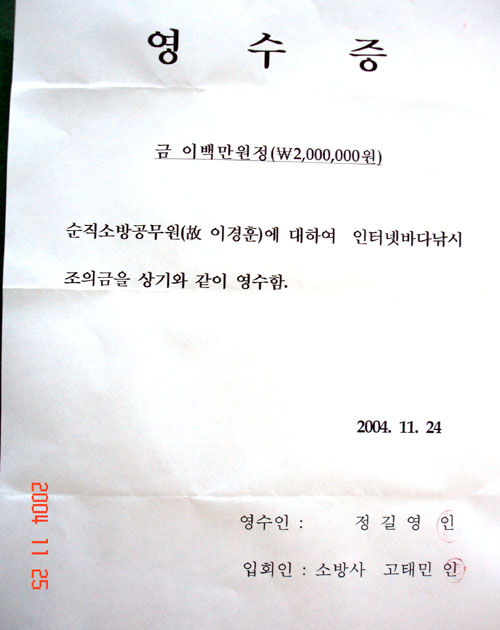 영 수 증
금 이백만원정(₩2,000,000원)
순직소방공무원(故 이경훈)에 대하여 인터넷바다낚시
조의금을 상기와 같이 영수함.
2004. 11. 24
영수인 : 정길영 인
입회인 : 소방사 고태민 인
2004 11 25